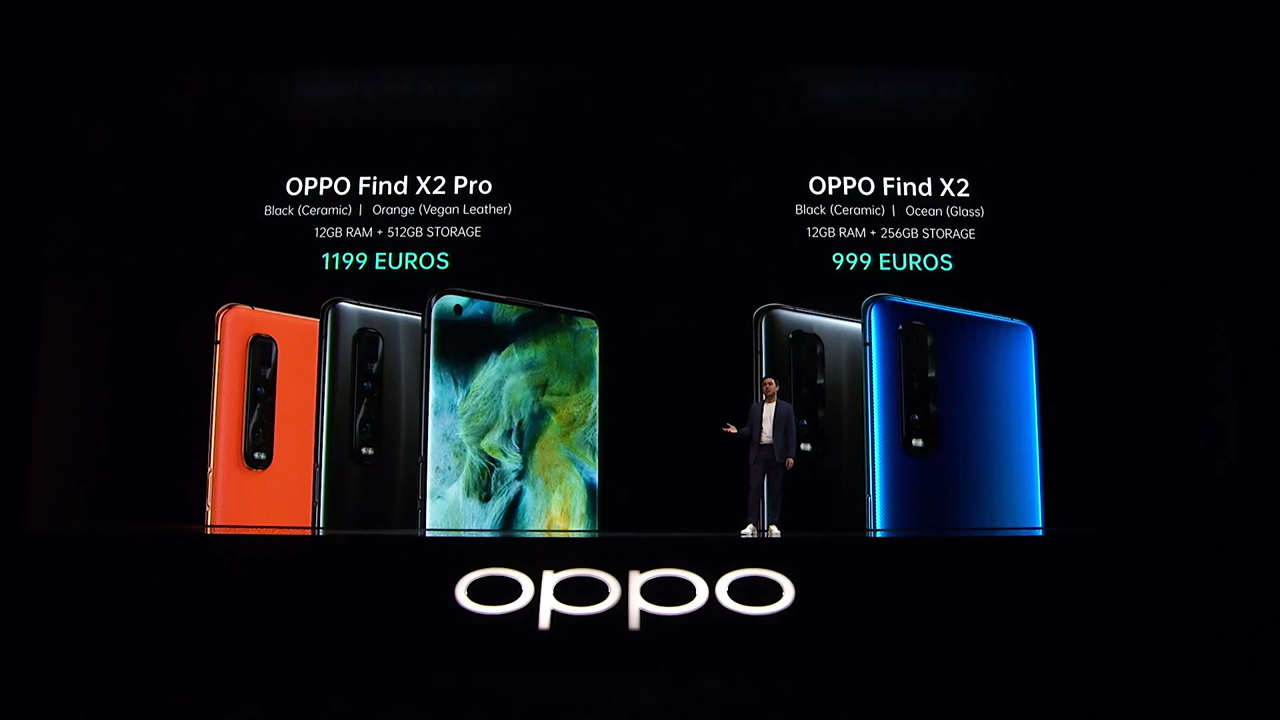 OPPO Find X2 Pro
Black (Ceramic) | Orange (Vegan Leather)
12GB RAM + 512GB STORAGE
1199 EUROS
OPPO Find X2
Black (Ceramic) | Ocean (Glass)
12GB RAM + 256GB STORAGE
999 EUROS
oppo